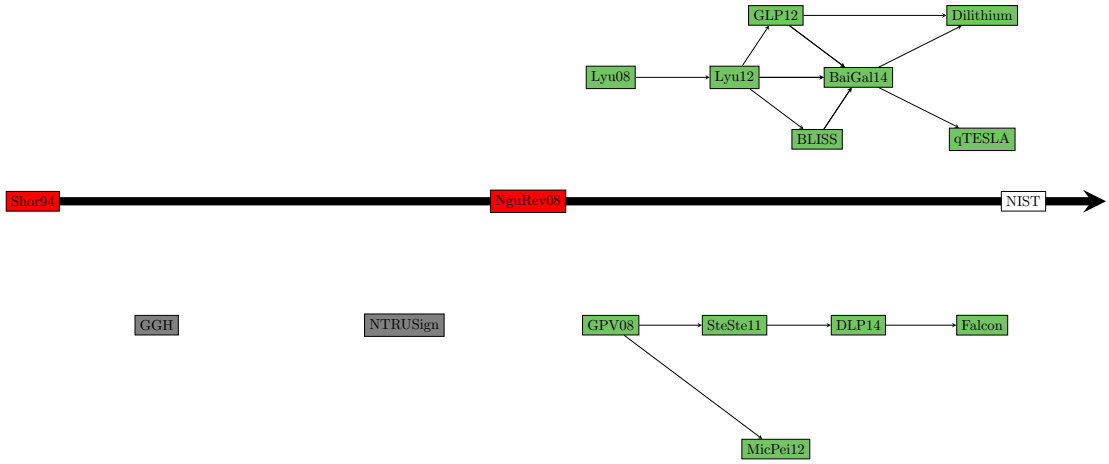 GLP12
Dilithium
Lyu08
Lyu12
BaiGal14
BLISS
qTESLA
Shor94
NguRev08
NIST
GGH
NTRUSign
GPV08
SteSte11
DLP14
Falcon
MicPei12